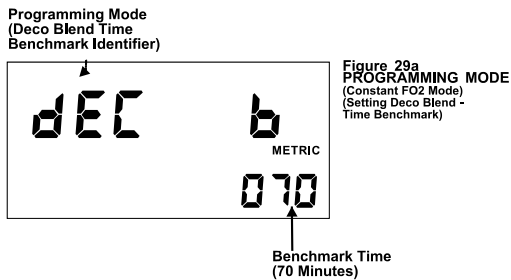 Programming Mode
(Deco Blend Time
Benchmark Identifier)
Figure 29a
PROGRAMMING MODE
(Constant FO2 Mode)
(Setting Deco Blend -
Time Benchmark)
dEC b
METRIC
070
Benchmark Time
(70 Minutes)